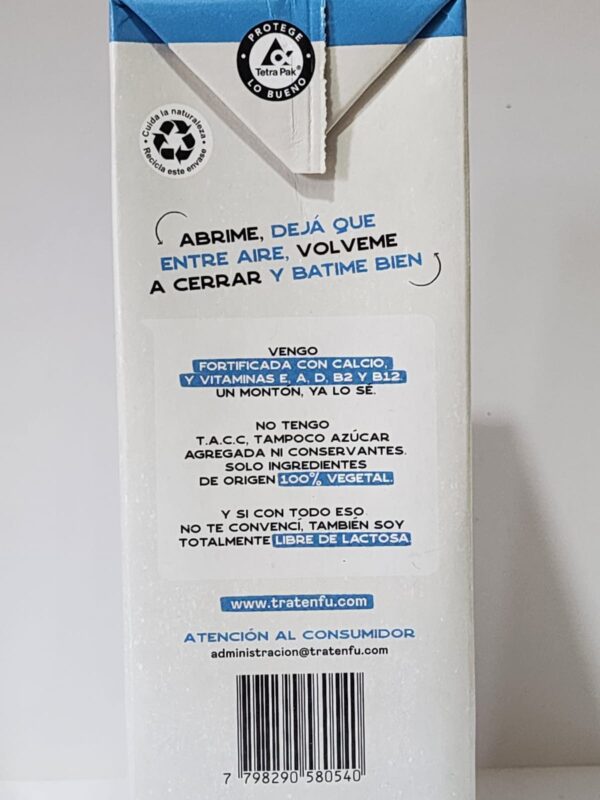 PROTEGE
Tetra Pak®
LO BUENO
Cuida la naturaleza
Recicla este envase
ABRIME, DEJÁ QUE
ENTRE AIRE, VOLVEME
A CERRAR Y BATIME BIEN
VENGO
FORTIFICADA CON CALCIO,
Y VITAMINAS E, A, D, B2 Y B12.
UN MONTÓN, YA LO SÉ.
NO TENGO
T.A.C.C, TAMPOCO AZÚCAR
AGREGADA NI CONSERVANTES.
SOLO INGREDIENTES
DE ORIGEN 100% VEGETAL.
Y SI CON TODO ESO
NO TE CONVENCÍ, TAMBIÉN SOY
TOTALMENTE LIBRE DE LACTOSA.
www.tratenfu.com
ATENCIÓN AL CONSUMIDOR
administracion@tratenfu.com
7 798290 580540